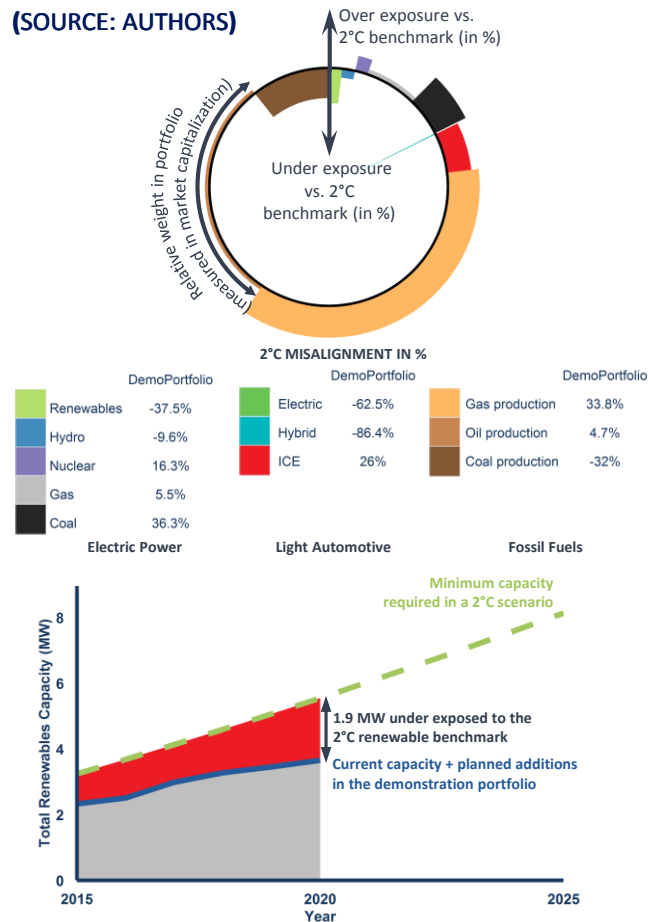 (SOURCE: AUTHORS)
Over exposure vs.
2°C benchmark (in %)
Relative weight in portfolio
(measured in market capitalization)
Under exposure
vs. 2°C
benchmark (in %)
2°C MISALIGNMENT IN %
DemoPortfolio
Renewables -37.5%
Hydro -9.6%
Nuclear 16.3%
Gas 5.5%
Coal 36.3%
Electric Power
DemoPortfolio
Electric -62.5%
Hybrid -86.4%
ICE 26%
Light Automotive
DemoPortfolio
Gas production 33.8%
Oil production 4.7%
Coal production -32%
Fossil Fuels
Total Renewables Capacity (MW)
8
6
4
2
0
Minimum capacity
required in a 2°C scenario
1.9 MW under exposed to the
2°C renewable benchmark
Current capacity + planned additions
in the demonstration portfolio
2015 2020 2025
Year